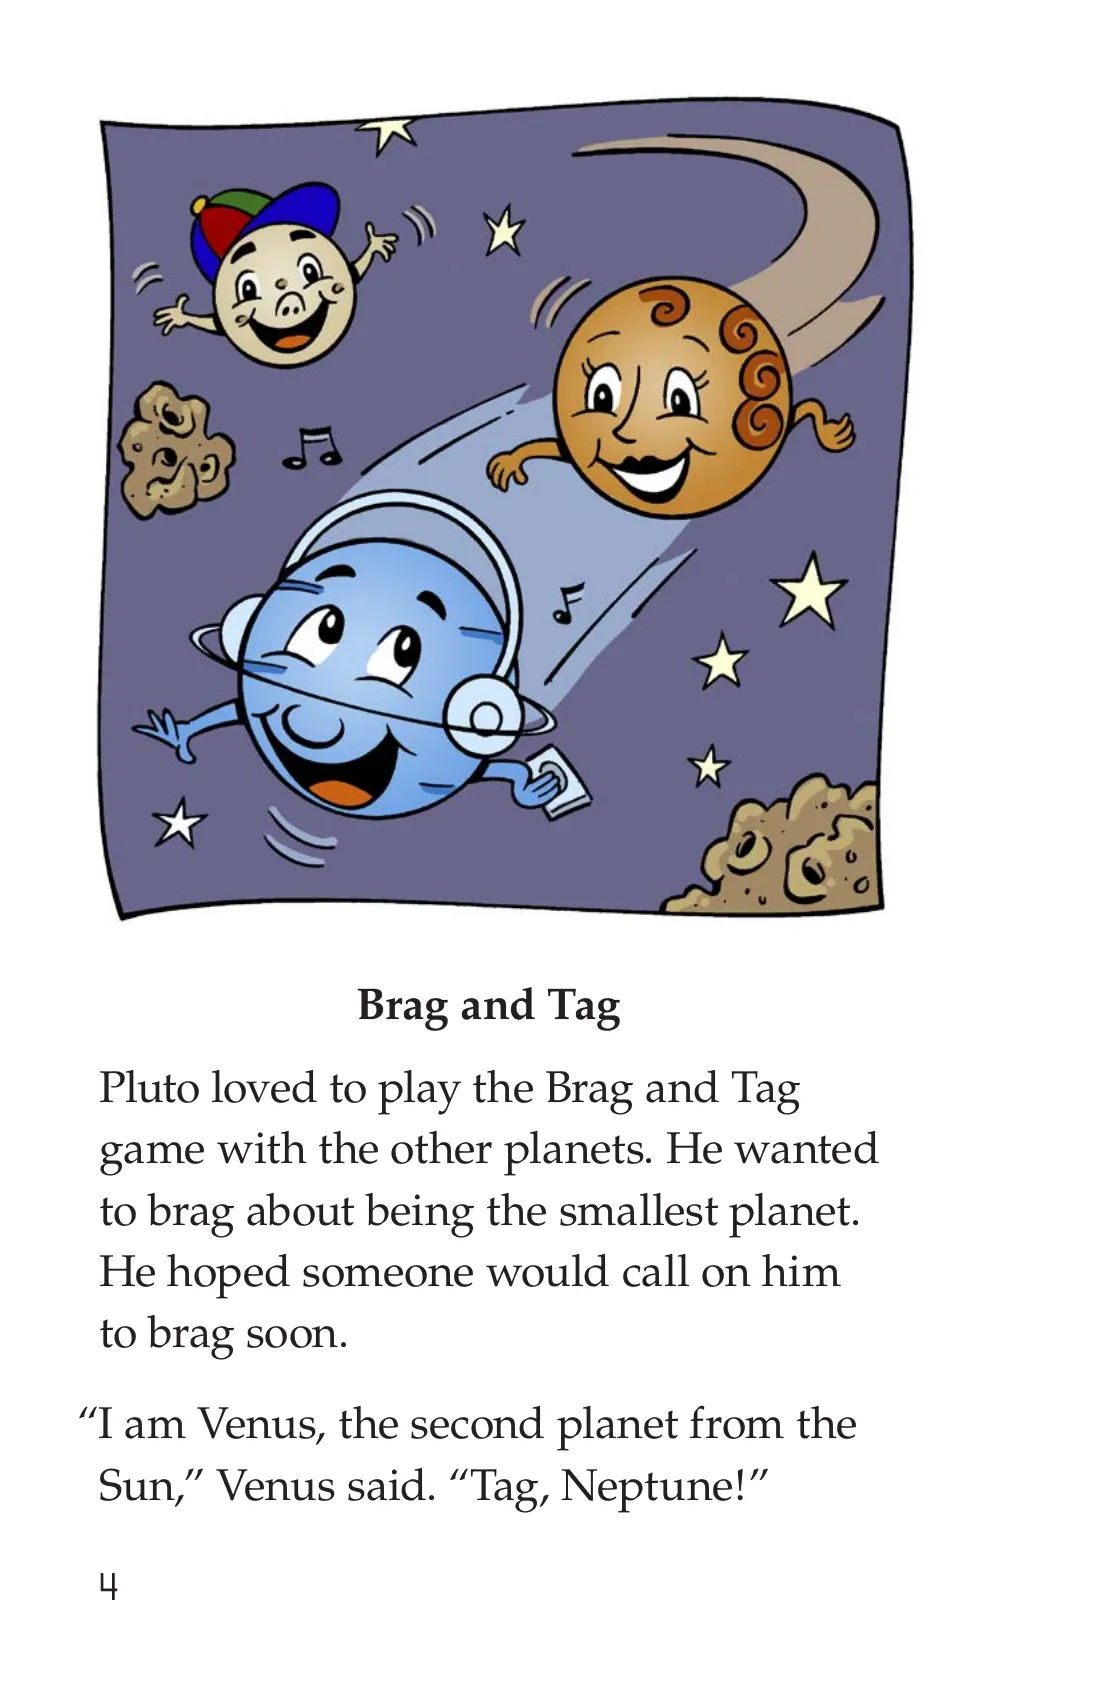 Brag and Tag
Pluto loved to play the Brag and Tag
game with the other planets. He wanted
to brag about being the smallest planet.
He hoped someone would call on him
to brag soon.
“I am Venus, the second planet from the
Sun,” Venus said. “Tag, Neptune!”
4